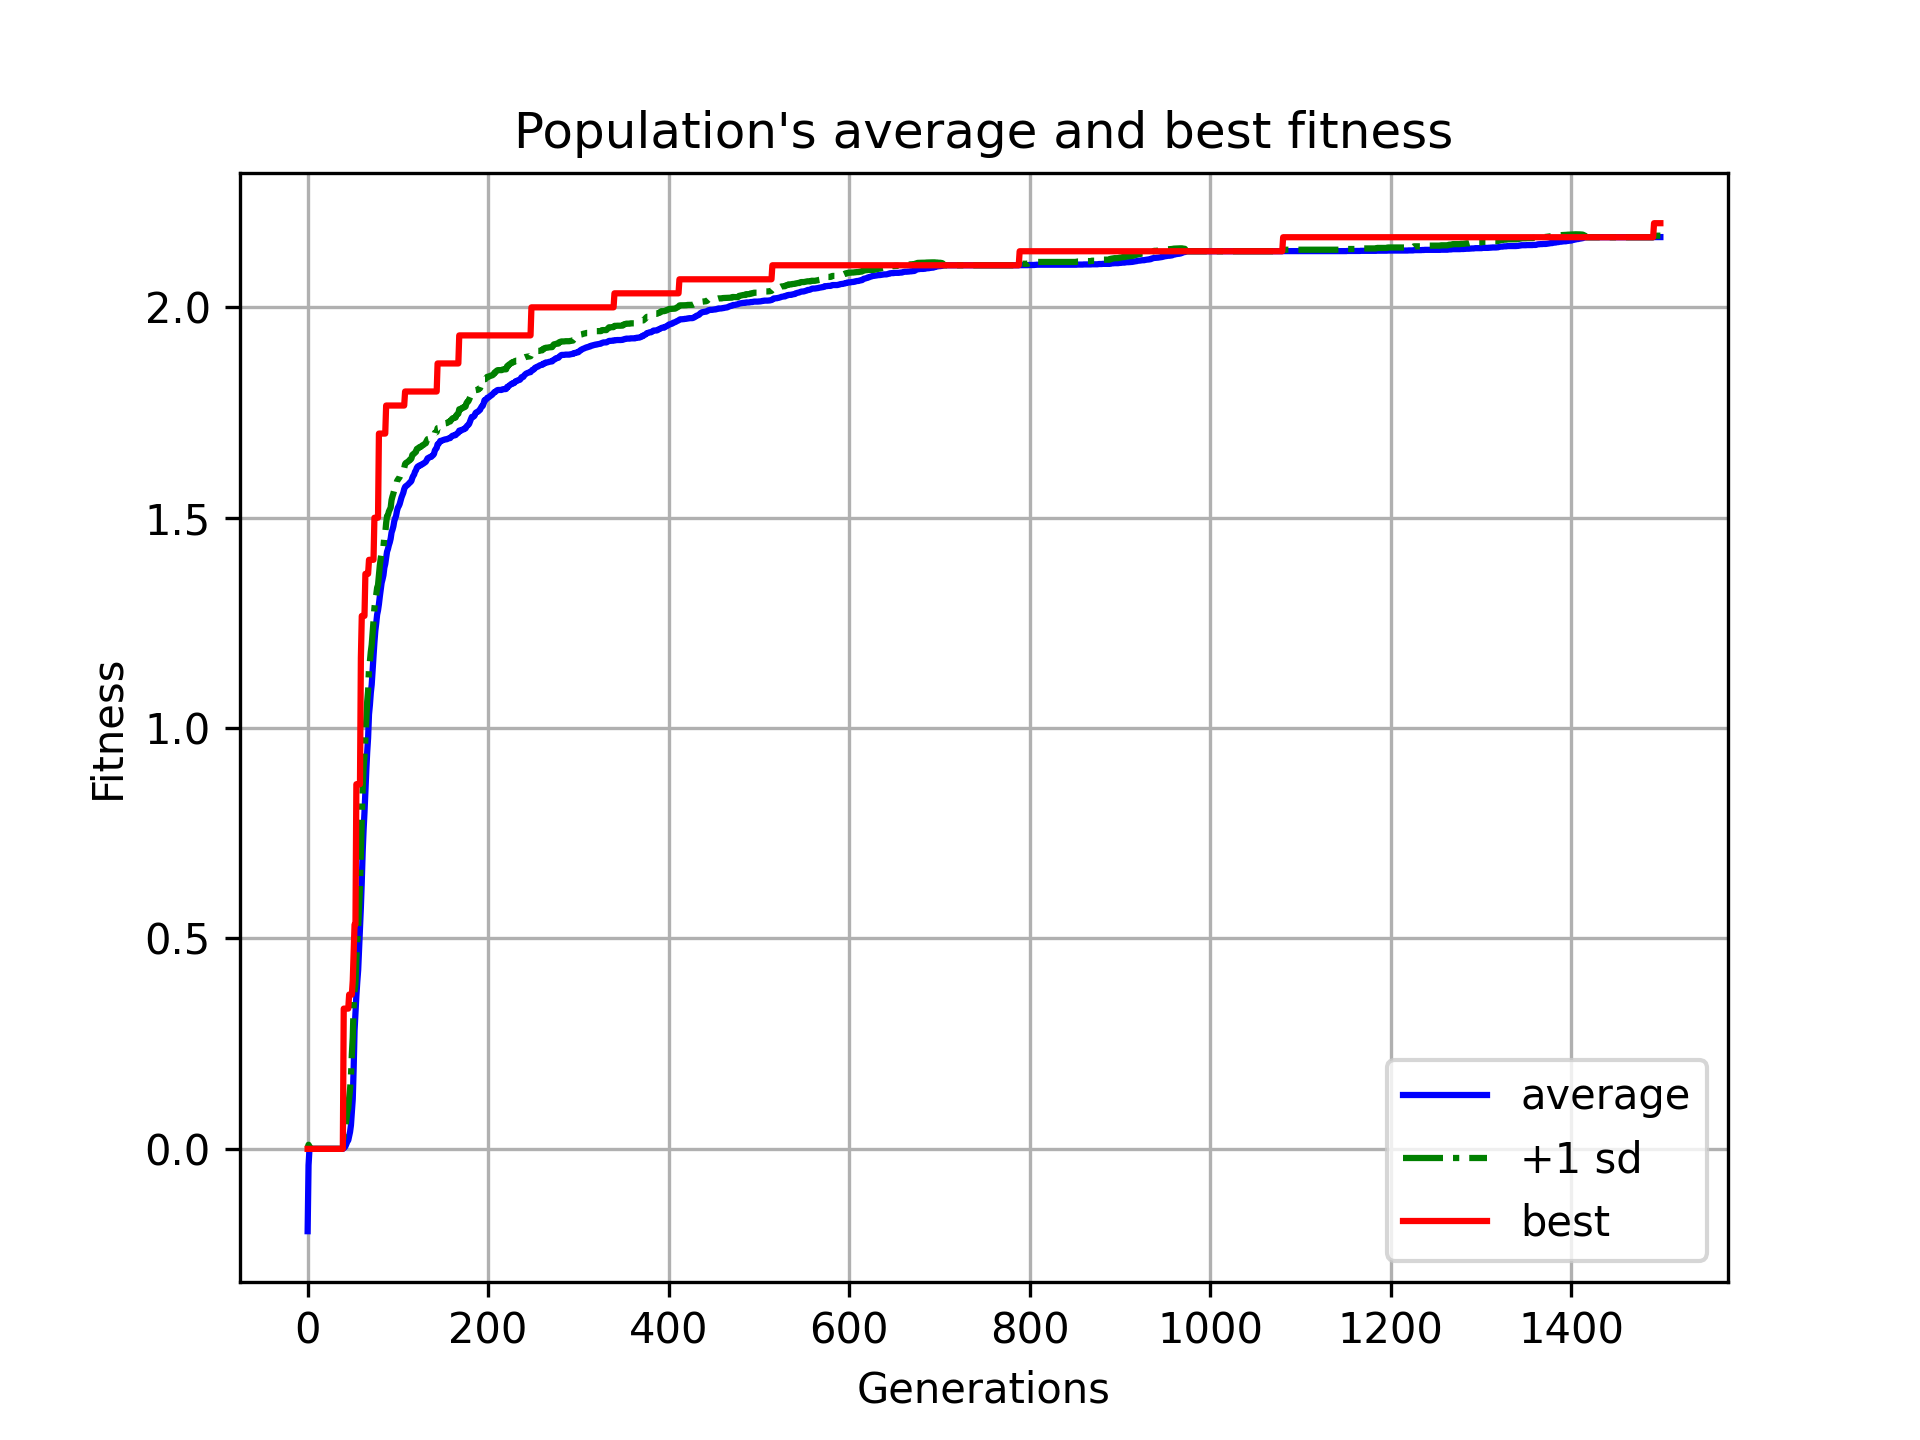 Population's average and best fitness
Fitness
2.0
1.5
1.0
0.5
0.0
average
+1 sd
best
0 200 400 600 800 1000 1200 1400
Generations